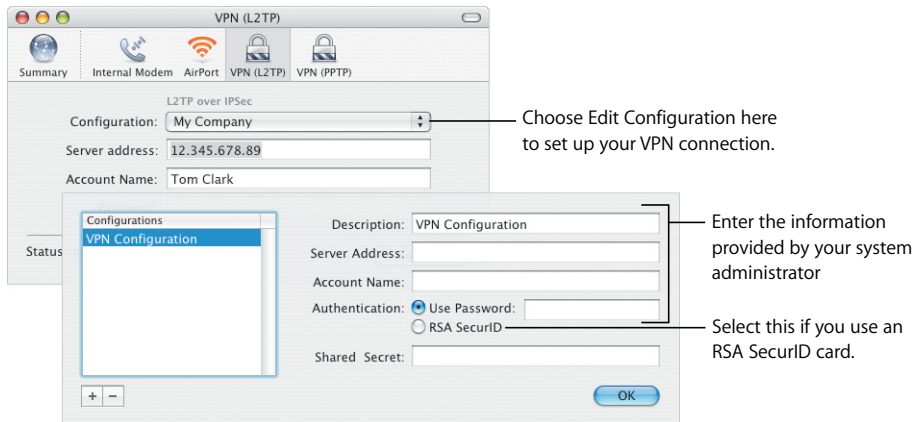 VPN (L2TP)
Summary
Internal Modem
AirPort
VPN (L2TP)
VPN (PPTP)
L2TP over IPSec
Configuration: My Company
Choose Edit Configuration here
to set up your VPN connection.
Server address: 12.345.678.89
Account Name: Tom Clark
Status
Configurations
VPN Configuration
Description: VPN Configuration
Server Address:
Account Name:
Authentication: Use Password:
RSA SecurID
Shared Secret:
Enter the information
provided by your system
administrator
Select this if you use an
RSA SecurID card.
+ −
OK